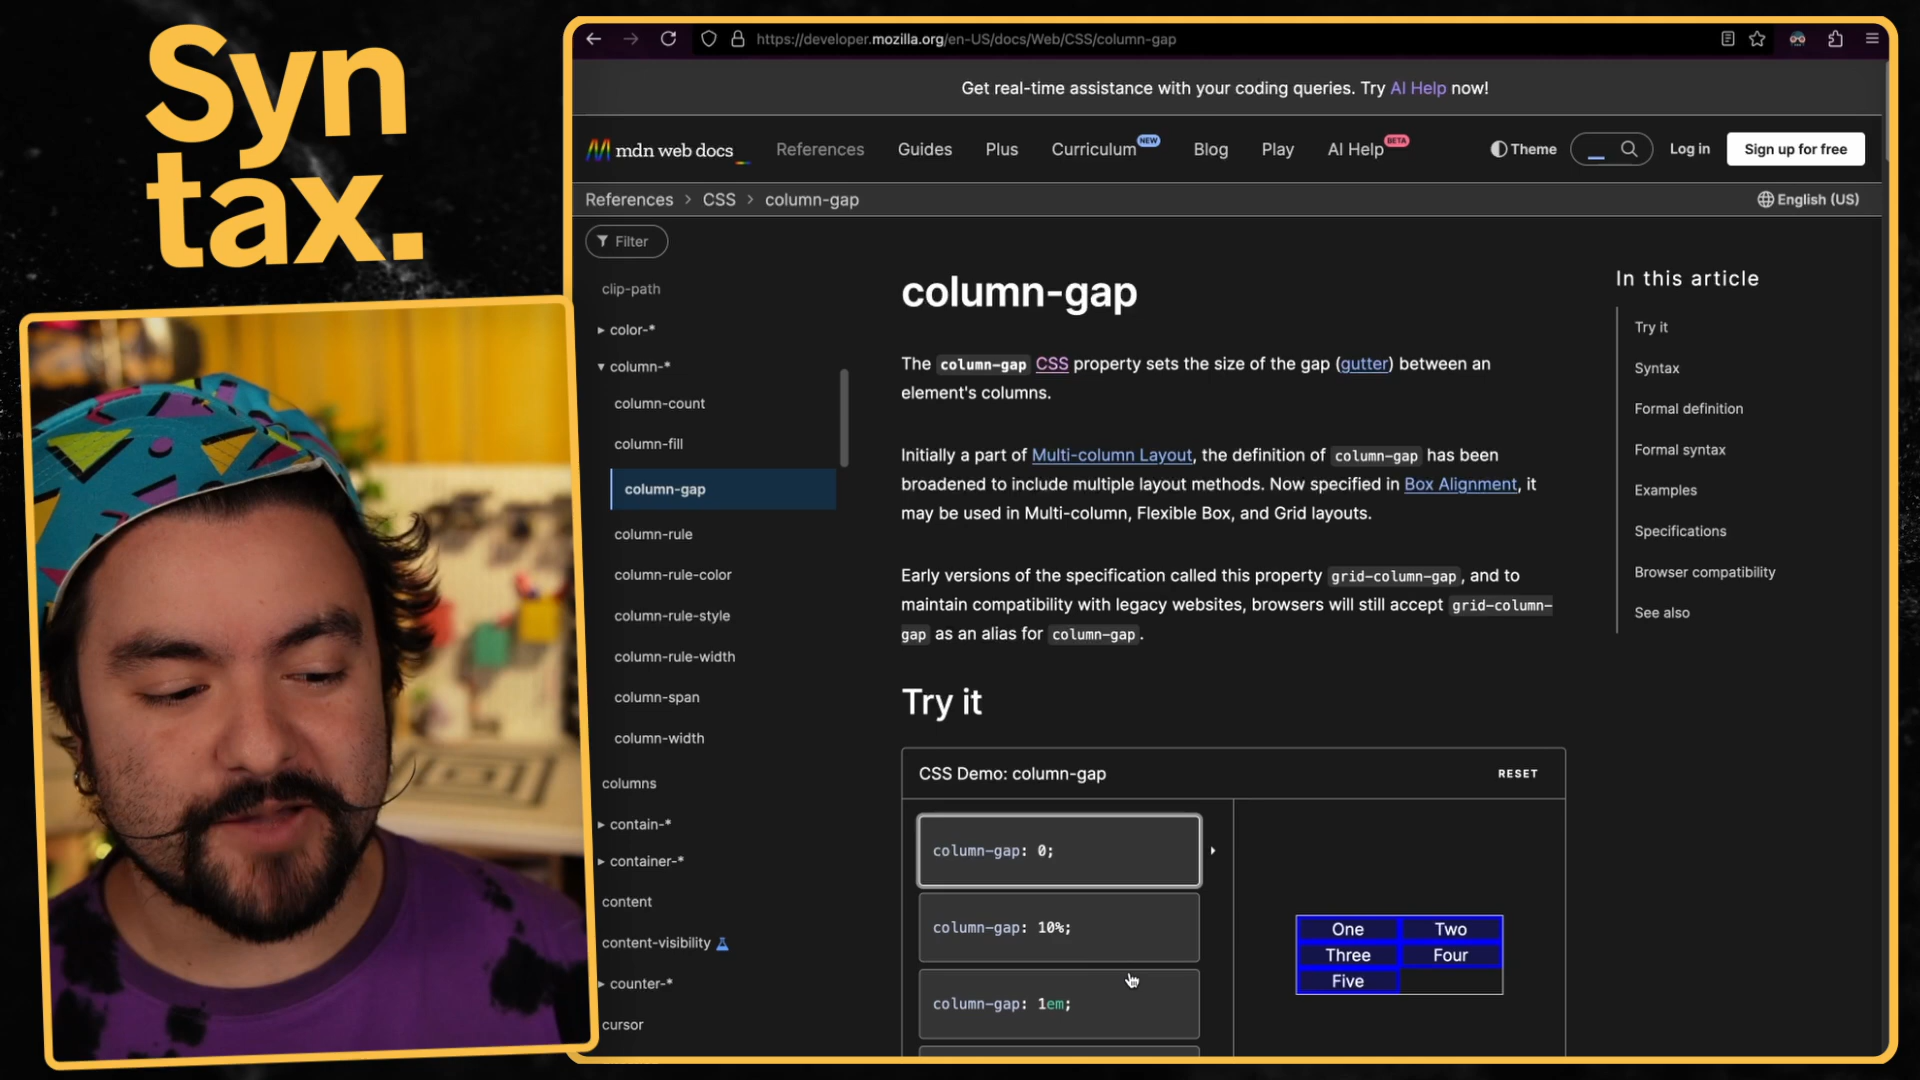 Syn
tax.
https://developer.mozilla.org/en-US/docs/Web/CSS/column-gap
Get real-time assistance with your coding queries. Try AI Help now!
mdn web docs _
References
Guides
Plus
Curriculum NEW
Blog
Play
AI Help BETA
Theme
Log in
Sign up for free
References > CSS > column-gap
English (US)
Filter
clip-path
color-*
column-*
column-count
column-fill
column-gap
column-rule
column-rule-color
column-rule-style
column-rule-width
column-span
column-width
columns
contain-*
container-*
content
content-visibility
counter-*
cursor
column-gap
The column-gap CSS property sets the size of the gap (gutter) between an
element's columns.
Initially a part of Multi-column Layout, the definition of column-gap has been
broadened to include multiple layout methods. Now specified in Box Alignment, it
may be used in Multi-column, Flexible Box, and Grid layouts.
Early versions of the specification called this property grid-column-gap, and to
maintain compatibility with legacy websites, browsers will still accept grid-column-
gap as an alias for column-gap.
Try it
CSS Demo: column-gap
RESET
column-gap: 0;
column-gap: 10%;
column-gap: 1em;
One Two
Three Four
Five
In this article
Try it
Syntax
Formal definition
Formal syntax
Examples
Specifications
Browser compatibility
See also